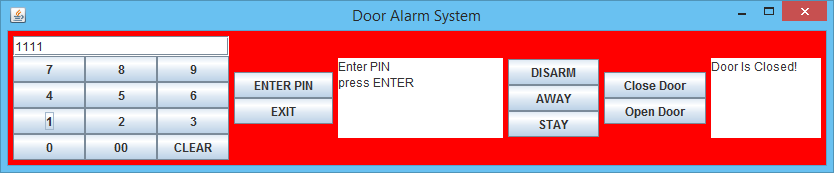 Door Alarm System
1111
7 8 9
4 5 6
1 2 3
0 00 CLEAR
ENTER PIN
EXIT
Enter PIN
press ENTER
DISARM
AWAY
STAY
Close Door
Open Door
Door Is Closed!